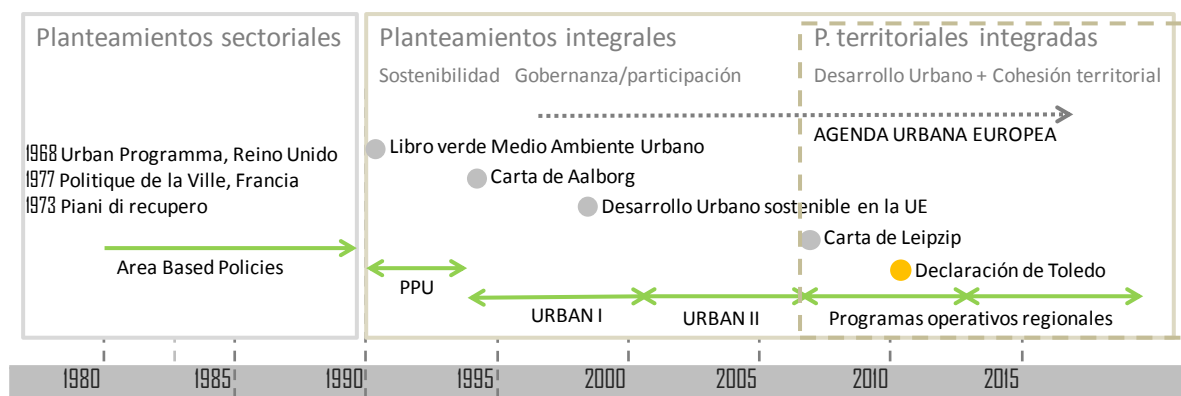 Planteamientos sectoriales
1968 Urban Programma, Reino Unido
1977 Politique de la Ville, Francia
1973 Piani di recupero
Area Based Policies
Planteamientos integrales
Sostenibilidad Gobernanza/participación
P. territoriales integradas
Desarrollo Urbano + Cohesión territorial
AGENDA URBANA EUROPEA
Libro verde Medio Ambiente Urbano
Carta de Aalborg
Desarrollo Urbano sostenible en la UE
Carta de Leipzip
Declaración de Toledo
PPU
URBAN I
URBAN II
Programas operativos regionales
1980 1985 1990 1995 2000 2005 2010 2015